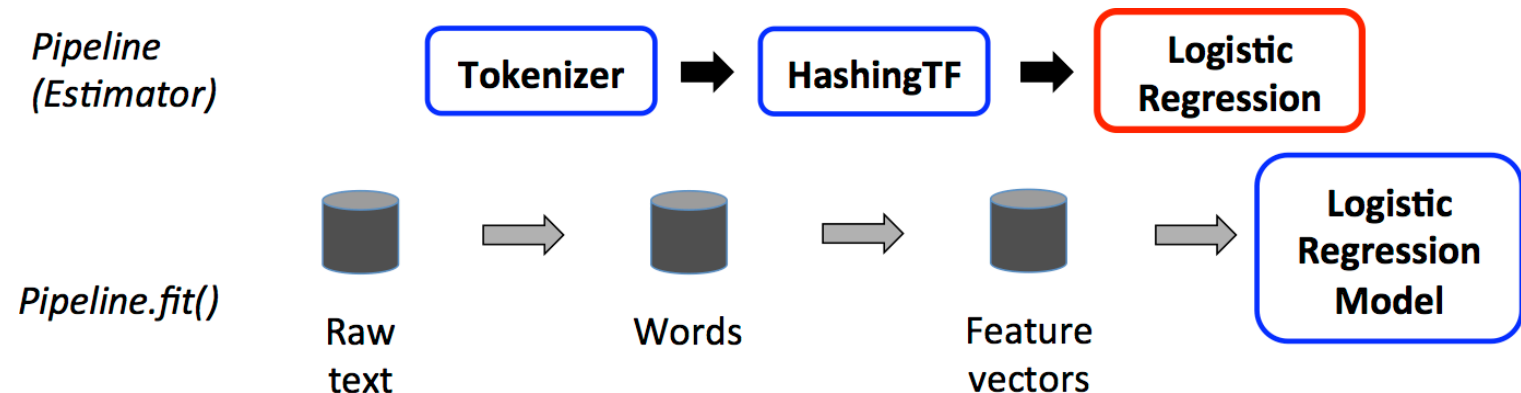 Pipeline
(Estimator)
Tokenizer
HashingTF
Logistic
Regression
Pipeline.fit()
Raw
text
Words
Feature
vectors
Logistic
Regression
Model